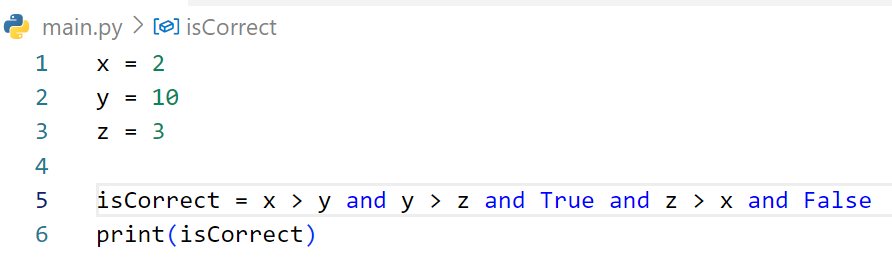 main.py > isCorrect
1 x = 2
2 y = 10
3 z = 3
4
5 isCorrect = x > y and y > z and True and z > x and False
6 print(isCorrect)